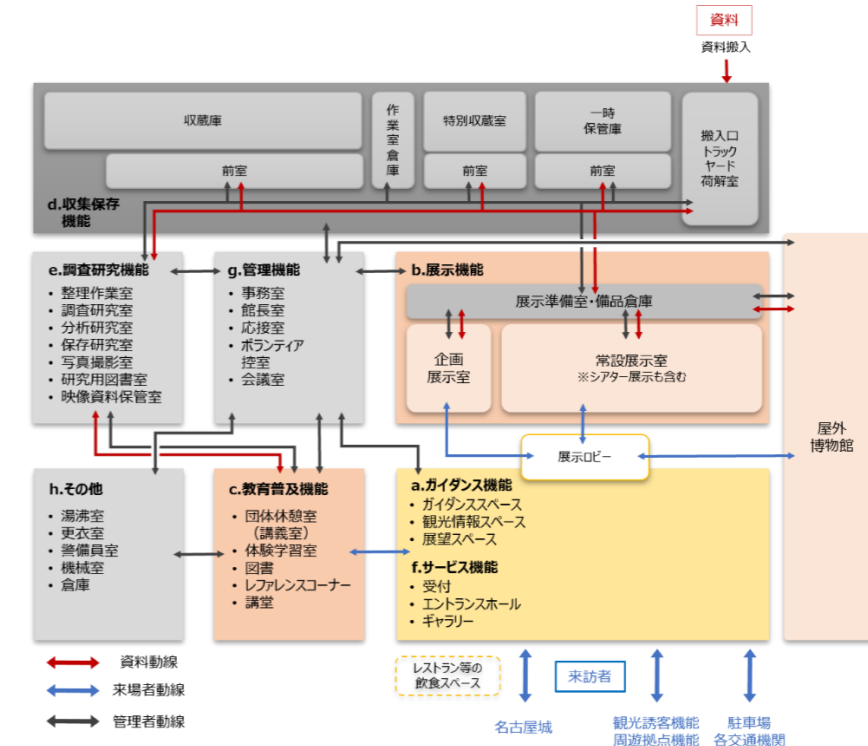 資料
資料搬入
収蔵庫
作
業
室
倉
庫
特別収蔵室
一時
保管庫
搬入口
トラック
ヤード
荷解室
前室
前室
前室
d.収集保存
機能
e.調査研究機能
・ 整理作業室
・ 調査研究室
・ 分析研究室
・ 保存研究室
・ 写真撮影室
・ 研究用図書室
・ 映像資料保管室
g.管理機能
・ 事務室
・ 館長室
・ 応接室
・ ボランティア
控室
・ 会議室
b.展示機能
展示準備室・備品倉庫
企画
展示室
常設展示室
※シアター展示も含む
屋外
博物館
展示ロビー
h.その他
・ 湯沸室
・ 更衣室
・ 警備員室
・ 機械室
・ 倉庫
c.教育普及機能
・ 団体休憩室
(講義室)
・ 体験学習室
・ 図書
・ レファレンスコーナー
・ 講堂
a.ガイダンス機能
・ ガイダンススペース
・ 観光情報スペース
・ 展望スペース
f.サービス機能
・ 受付
・ エントランスホール
・ ギャラリー
資料動線
来場者動線
管理者動線
レストラン等の
飲食スペース
来訪者
名古屋城
観光誘客機能
周遊拠点機能
駐車場
各交通機関